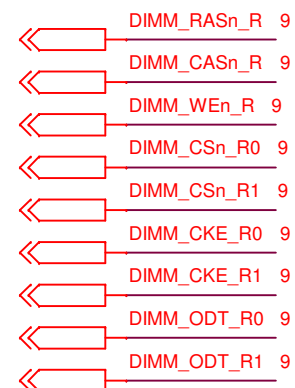 DIMM_RASn_R 9
DIMM_CASn_R 9
DIMM_WEn_R 9
DIMM_CSn_R0 9
DIMM_CSn_R1 9
DIMM_CKE_R0 9
DIMM_CKE_R1 9
DIMM_ODT_R0 9
DIMM_ODT_R1 9